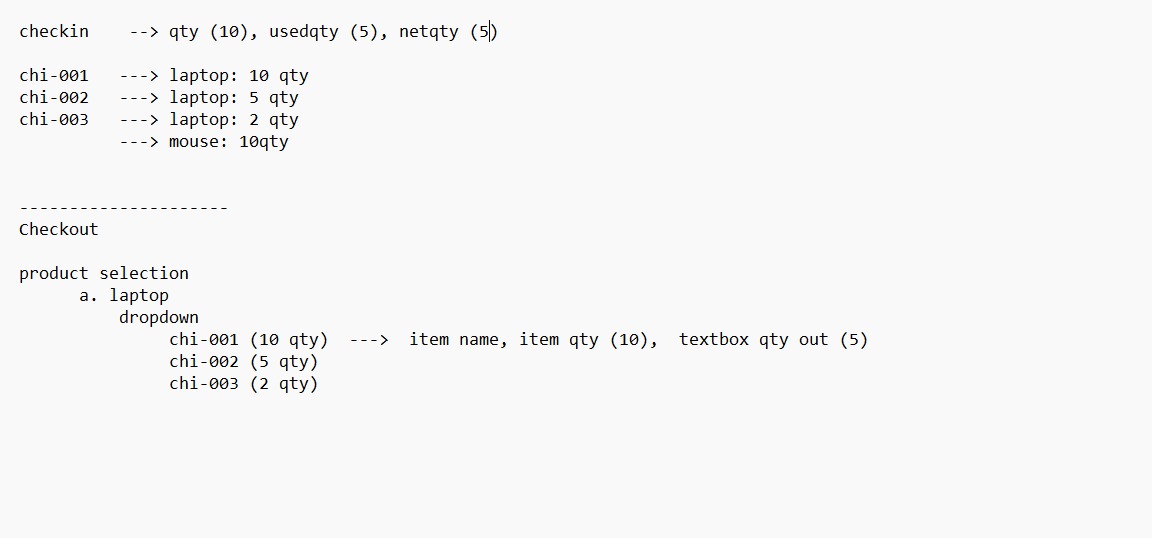 checkin    --> qty (10), usedqty (5), netqty (5)
chi-001   ---> laptop: 10 qty
chi-002   ---> laptop: 5 qty
chi-003   ---> laptop: 2 qty
          ---> mouse: 10qty
---------------------
Checkout
product selection
      a. laptop
          dropdown
               chi-001 (10 qty)  --->  item name, item qty (10),  textbox qty out (5)
               chi-002 (5 qty)
               chi-003 (2 qty)